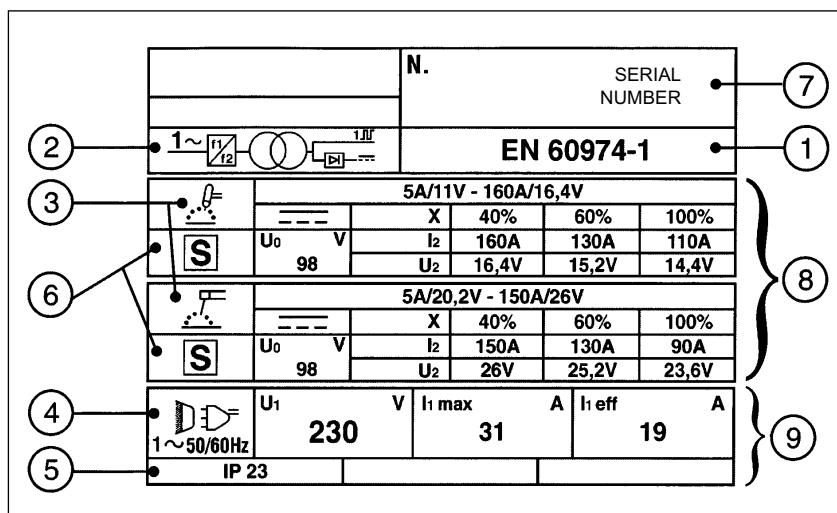 N. SERIAL
NUMBER
7
2
1~ f1 f2 1
EN 60974-1
1
3
5A/11V - 160A/16,4V
X 40% 60% 100%
6
S U0 V I2 160A 130A 110A
98 U2 16,4V 15,2V 14,4V
8
5A/20,2V - 150A/26V
X 40% 60% 100%
S U0 V I2 150A 130A 90A
98 U2 26V 25,2V 23,6V
4
U1 V I1 max A I1 eff A
230 31 19
1~50/60Hz
9
5
IP 23